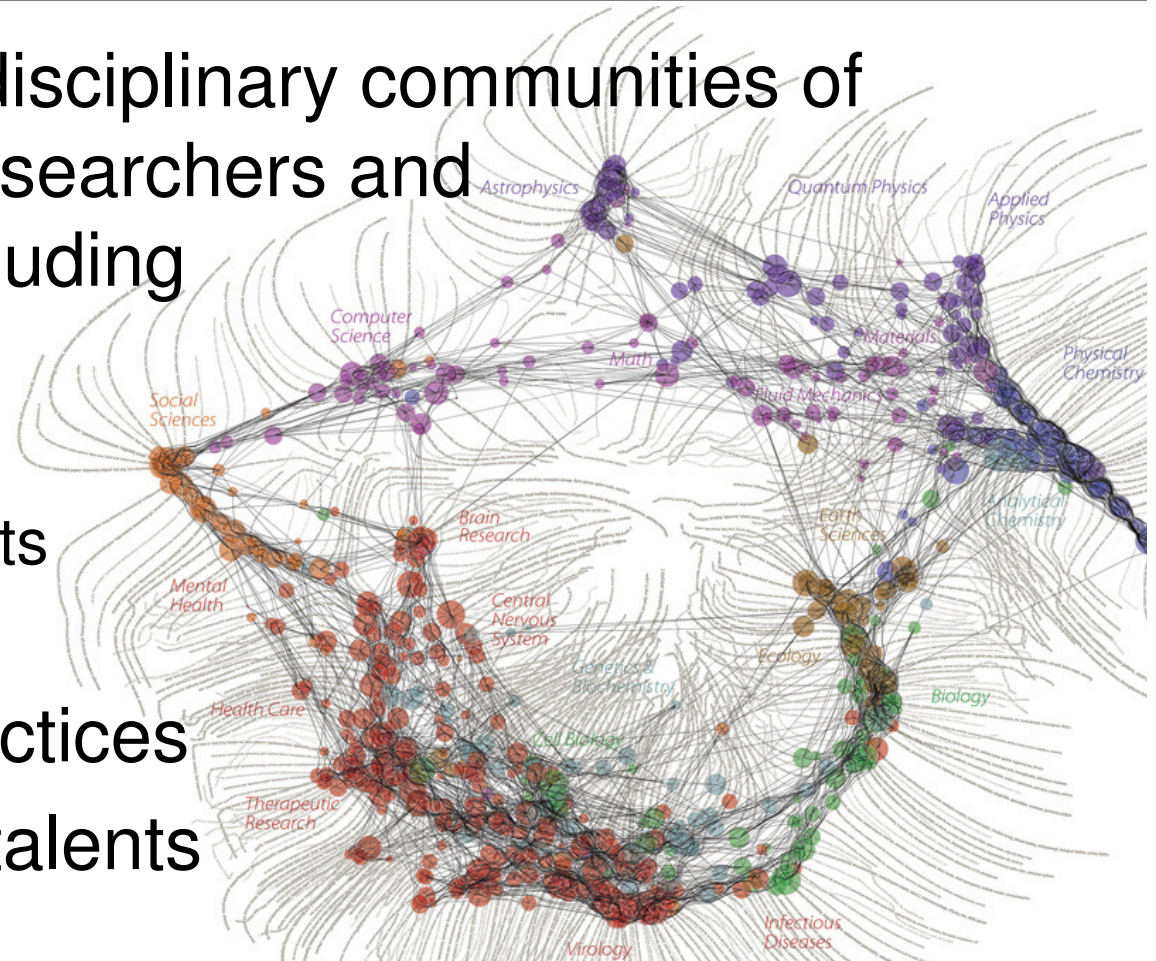 disciplinary communities of
searchers and
uding
ts
ctices
talents
Astrophysics
Quantum Physics
Applied
Physics
Computer
Science
Math
Materials
Physical
Chemistry
Fluid Mechanics
Social
Sciences
Analytical
Chemistry
Earth
Sciences
Brain
Research
Mental
Health
Central
Nervous
System
Ecology
Genetics &
Biochemistry
Biology
Health Care
Cell Biology
Therapeutic
Research
Infectious
Diseases
Virology